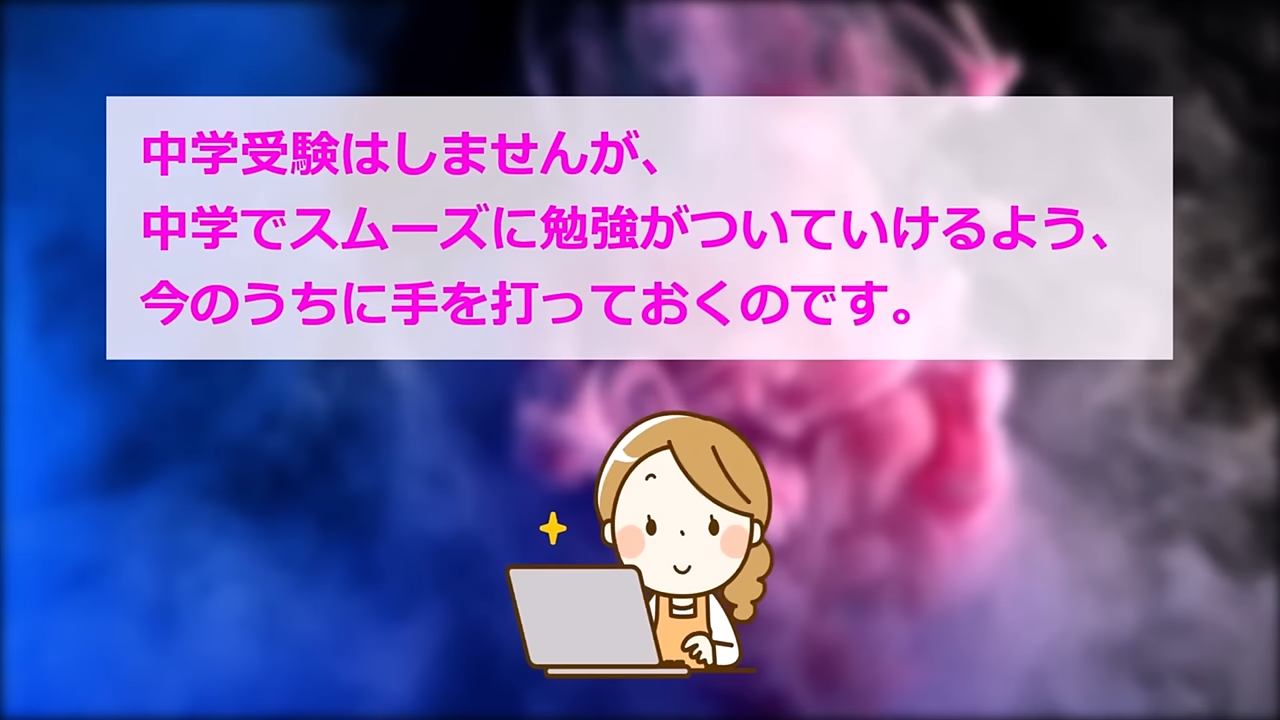 中学受験はしませんが、
中学でスムーズに勉強がついていけるよう、
今のうちに手を打っておくのです。